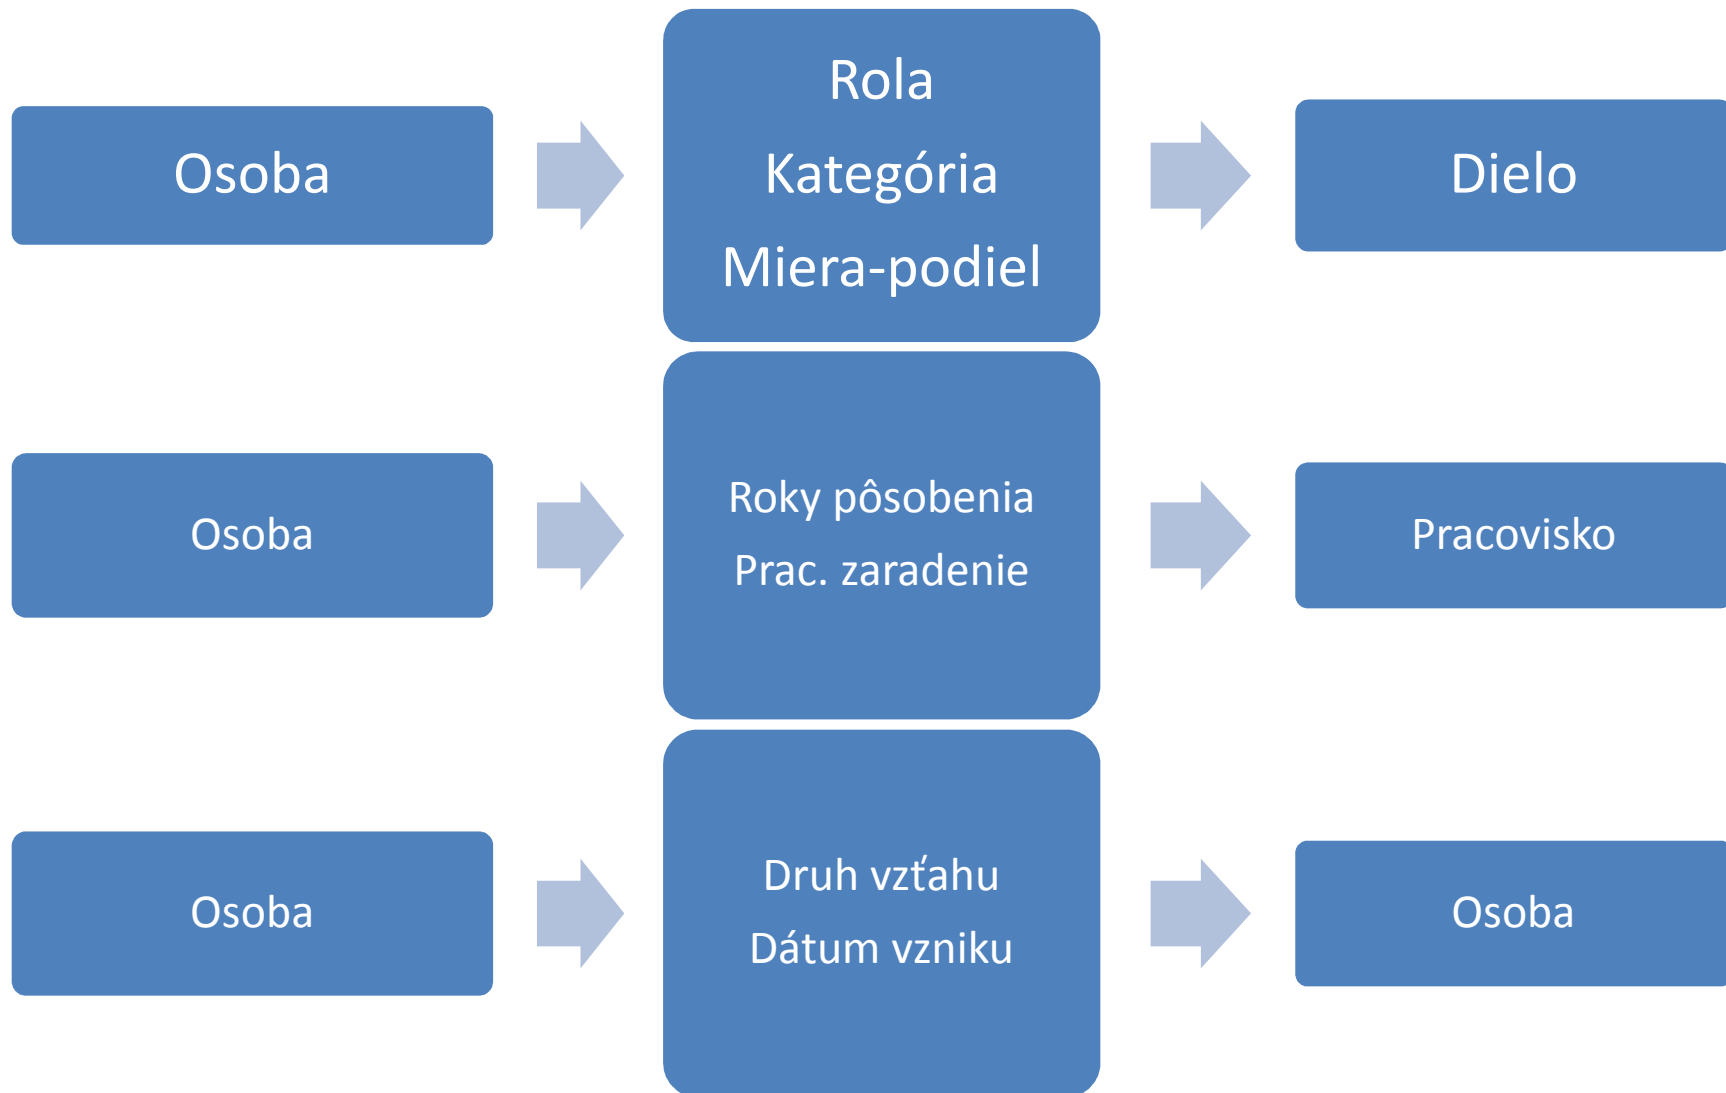 Osoba
Rola
Kategória
Miera-podiel
Dielo
Osoba
Roky pôsobenia
Prac. zaradenie
Pracovisko
Osoba
Druh vzťahu
Dátum vzniku
Osoba